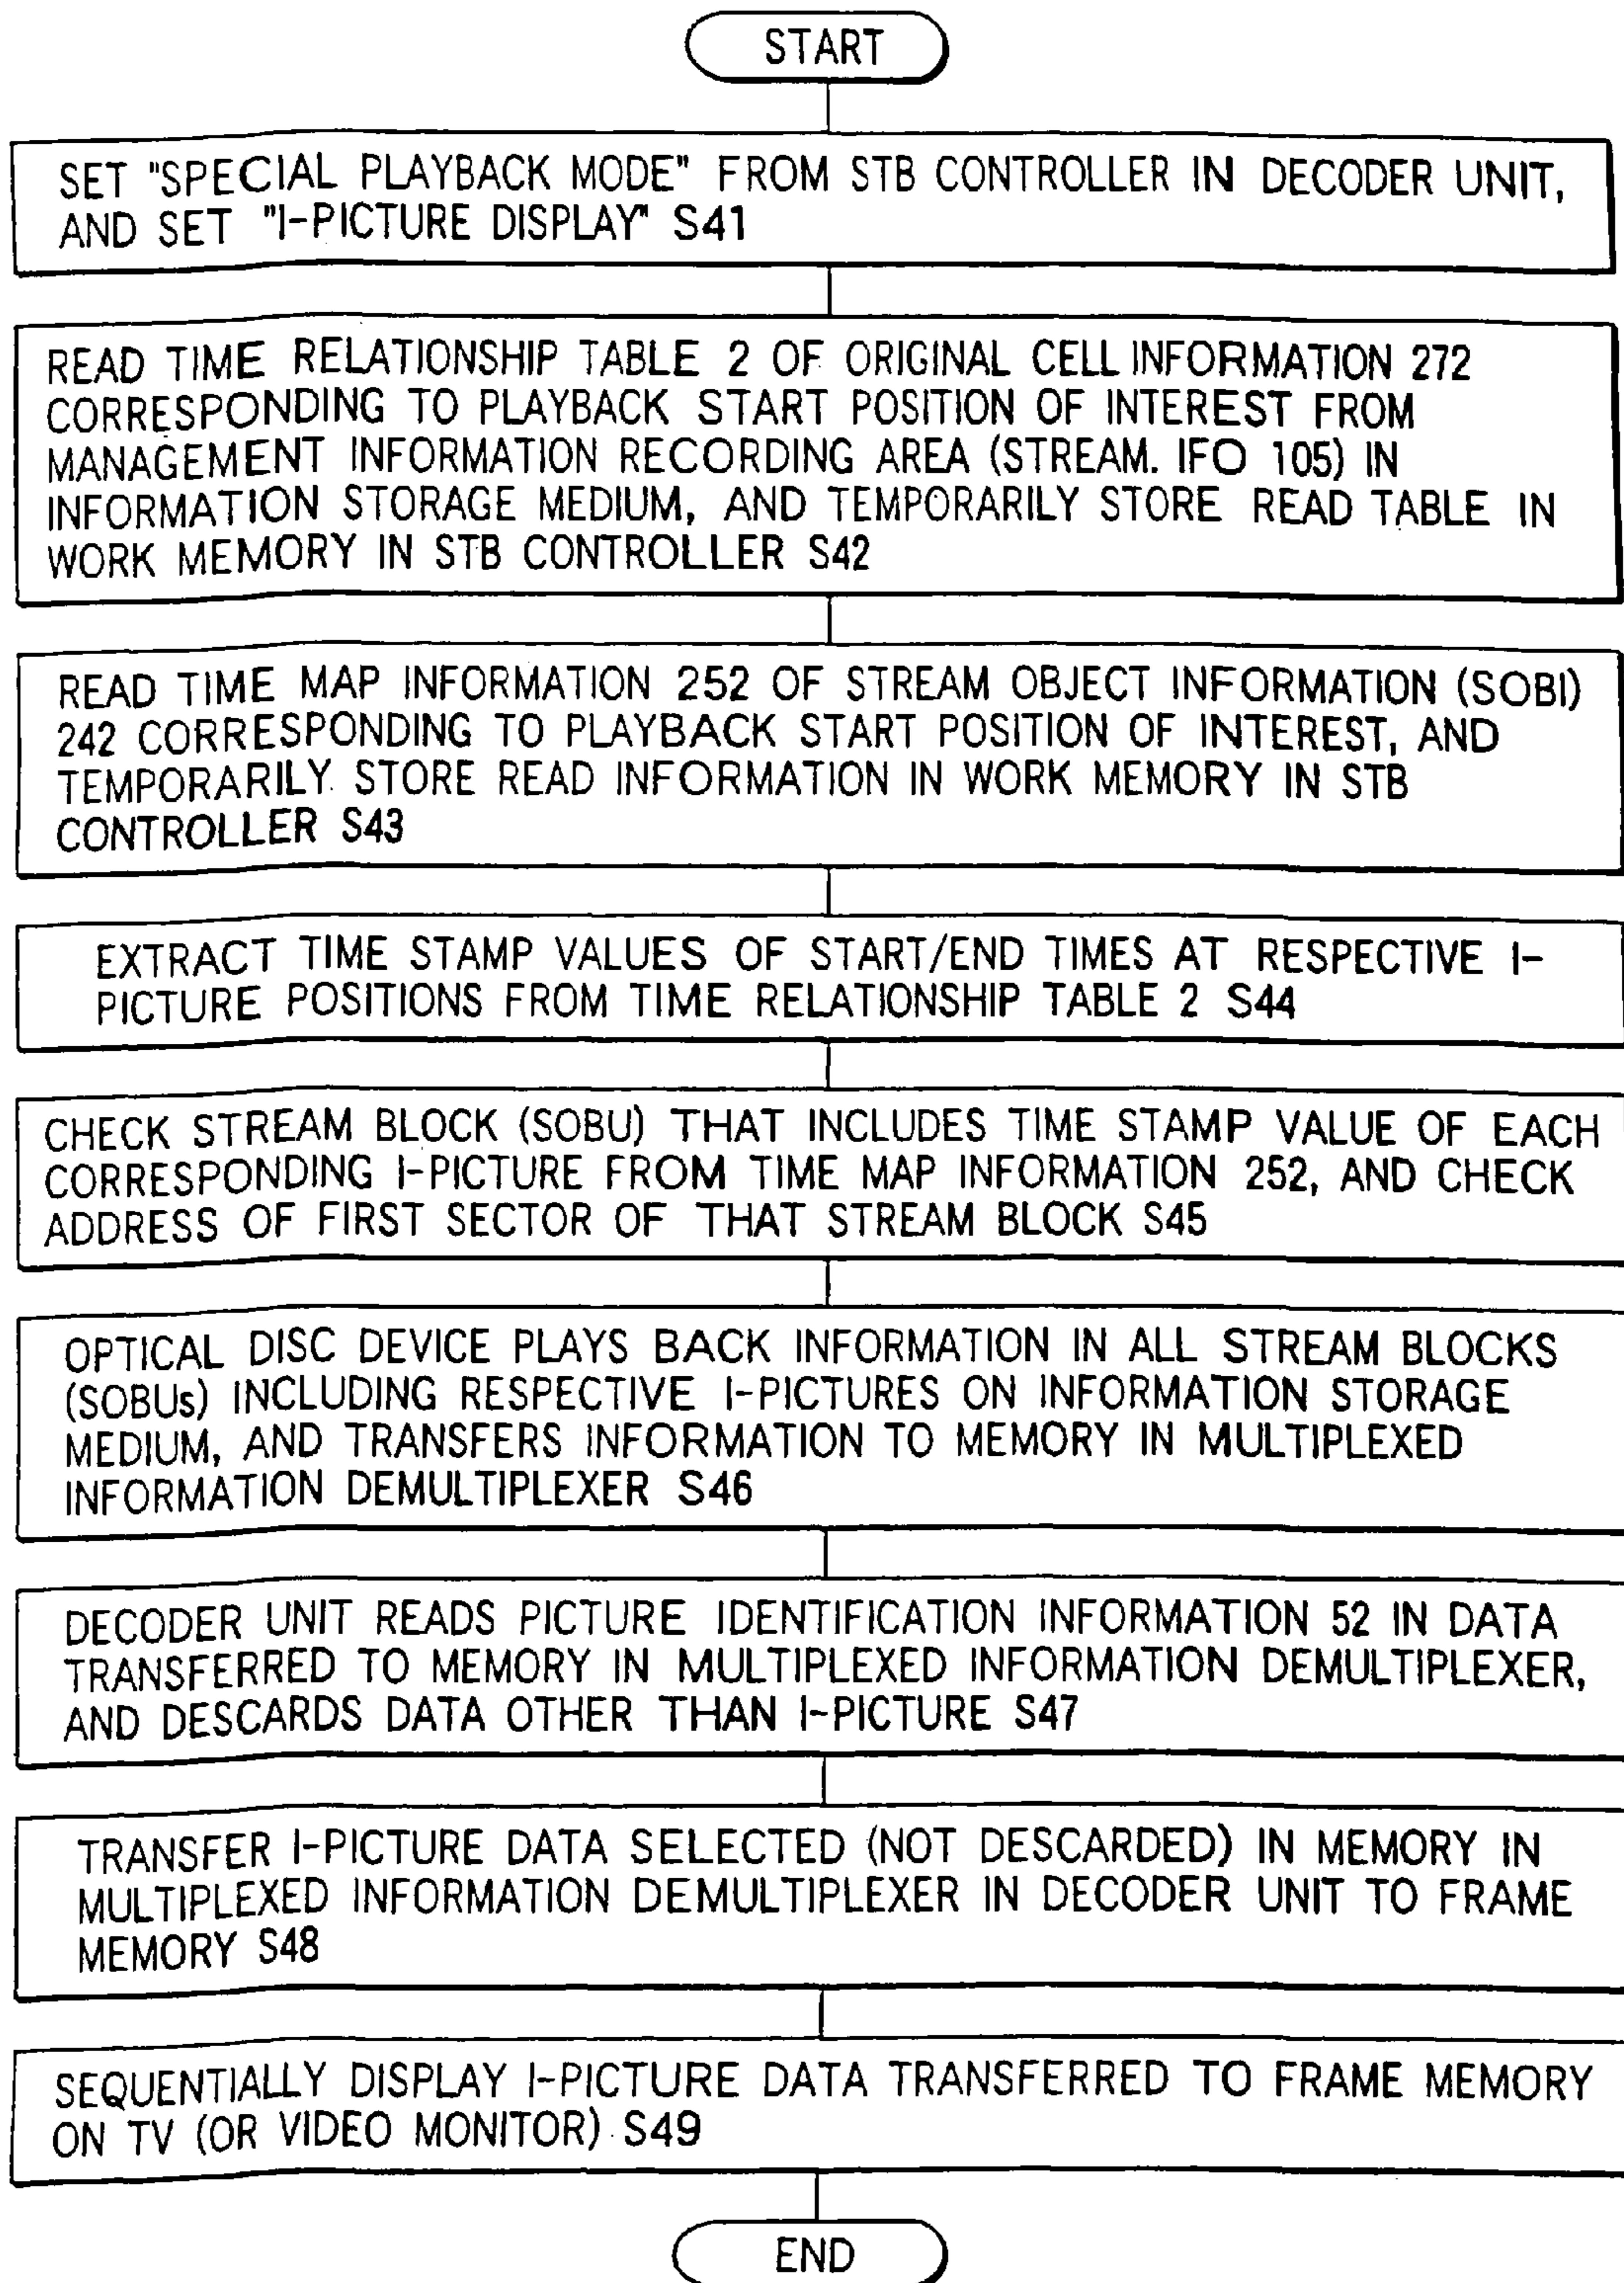 START
SET "SPECIAL PLAYBACK MODE" FROM STB CONTROLLER IN DECODER UNIT,
AND SET "I-PICTURE DISPLAY" S41
READ TIME RELATIONSHIP TABLE 2 OF ORIGINAL CELL INFORMATION 272
CORRESPONDING TO PLAYBACK START POSITION OF INTEREST FROM
MANAGEMENT INFORMATION RECORDING AREA (STREAM. IFO 105) IN
INFORMATION STORAGE MEDIUM, AND TEMPORARILY STORE READ TABLE IN
WORK MEMORY IN STB CONTROLLER S42
READ TIME MAP INFORMATION 252 OF STREAM OBJECT INFORMATION (SOBI)
242 CORRESPONDING TO PLAYBACK START POSITION OF INTEREST, AND
TEMPORARILY STORE READ INFORMATION IN WORK MEMORY IN STB
CONTROLLER S43
EXTRACT TIME STAMP VALUES OF START/END TIMES AT RESPECTIVE I-
PICTURE POSITIONS FROM TIME RELATIONSHIP TABLE 2 S44
CHECK STREAM BLOCK (SOBU) THAT INCLUDES TIME STAMP VALUE OF EACH
CORRESPONDING I-PICTURE FROM TIME MAP INFORMATION 252, AND CHECK
ADDRESS OF FIRST SECTOR OF THAT STREAM BLOCK S45
OPTICAL DISC DEVICE PLAYS BACK INFORMATION IN ALL STREAM BLOCKS
(SOBUs) INCLUDING RESPECTIVE I-PICTURES ON INFORMATION STORAGE
MEDIUM, AND TRANSFERS INFORMATION TO MEMORY IN MULTIPLEXED
INFORMATION DEMULTIPLEXER S46
DECODER UNIT READS PICTURE IDENTIFICATION INFORMATION 52 IN DATA
TRANSFERRED TO MEMORY IN MULTIPLEXED INFORMATION DEMULTIPLEXER,
AND DESCARDS DATA OTHER THAN I-PICTURE S47
TRANSFER I-PICTURE DATA SELECTED (NOT DESCARDED) IN MEMORY IN
MULTIPLEXED INFORMATION DEMULTIPLEXER IN DECODER UNIT TO FRAME
MEMORY S48
SEQUENTIALLY DISPLAY I-PICTURE DATA TRANSFERRED TO FRAME MEMORY
ON TV (OR VIDEO MONITOR) S49
END